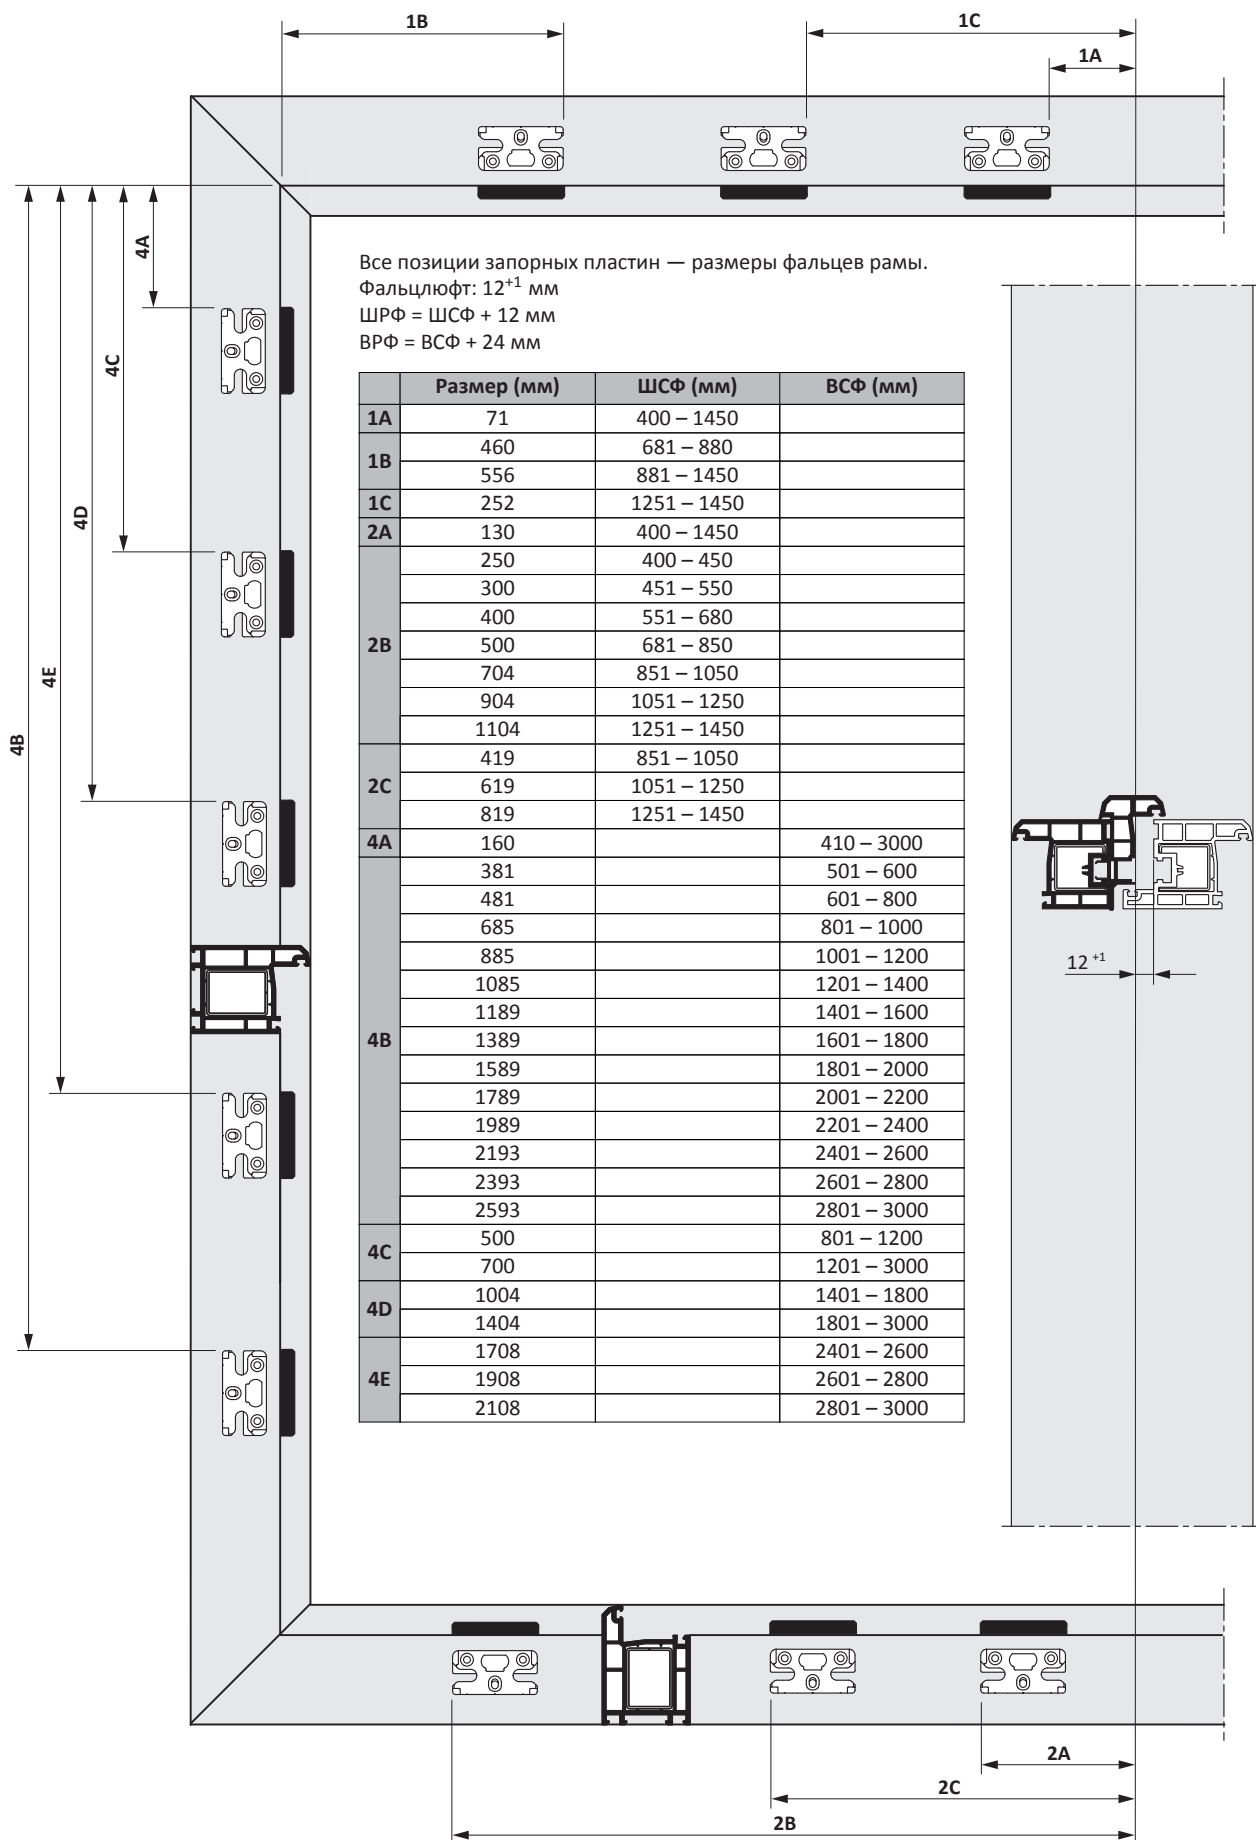 1B
1C
1A
4A
4C
4D
4E
4B
Все позиции запорных пластин — размеры фальцев рамы.
Фальцлюфт: 12⁺¹ мм
ШРФ = ШСФ + 12 мм
ВРФ = ВСФ + 24 мм
Размер (мм) ШСФ (мм) ВСФ (мм)
1A 71 400 – 1450
1B 460 681 – 880
556 881 – 1450
1C 252 1251 – 1450
2A 130 400 – 1450
2B 250 400 – 450
300 451 – 550
400 551 – 680
500 681 – 850
704 851 – 1050
904 1051 – 1250
1104 1251 – 1450
2C 419 851 – 1050
619 1051 – 1250
819 1251 – 1450
4A 160 410 – 3000
4B 381 501 – 600
481 601 – 800
685 801 – 1000
885 1001 – 1200
1085 1201 – 1400
1189 1401 – 1600
1389 1601 – 1800
1589 1801 – 2000
1789 2001 – 2200
1989 2201 – 2400
2193 2401 – 2600
2393 2601 – 2800
2593 2801 – 3000
4C 500 801 – 1200
700 1201 – 3000
4D 1004 1401 – 1800
1404 1801 – 3000
4E 1708 2401 – 2600
1908 2601 – 2800
2108 2801 – 3000
12 ⁺¹
2A
2C
2B